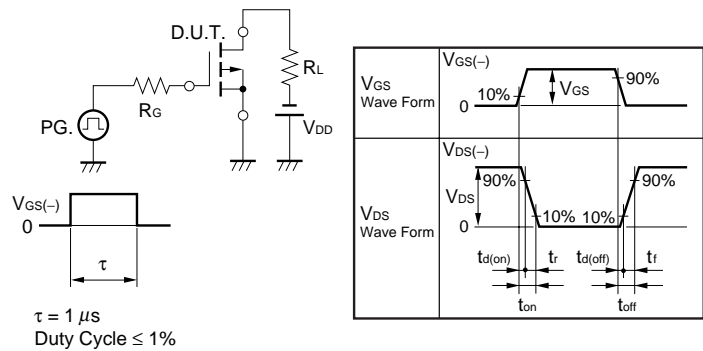 D.U.T.
RL
RG
PG.
VDD
VGS(−)
0
τ
τ = 1 μs
Duty Cycle ≤ 1%
VGS
Wave Form
VGS(−)
10%
VGS
90%
0
VDS
Wave Form
VDS(−)
90%
VDS
90%
10%
10%
0
td(on)
tr
td(off)
tf
ton
toff